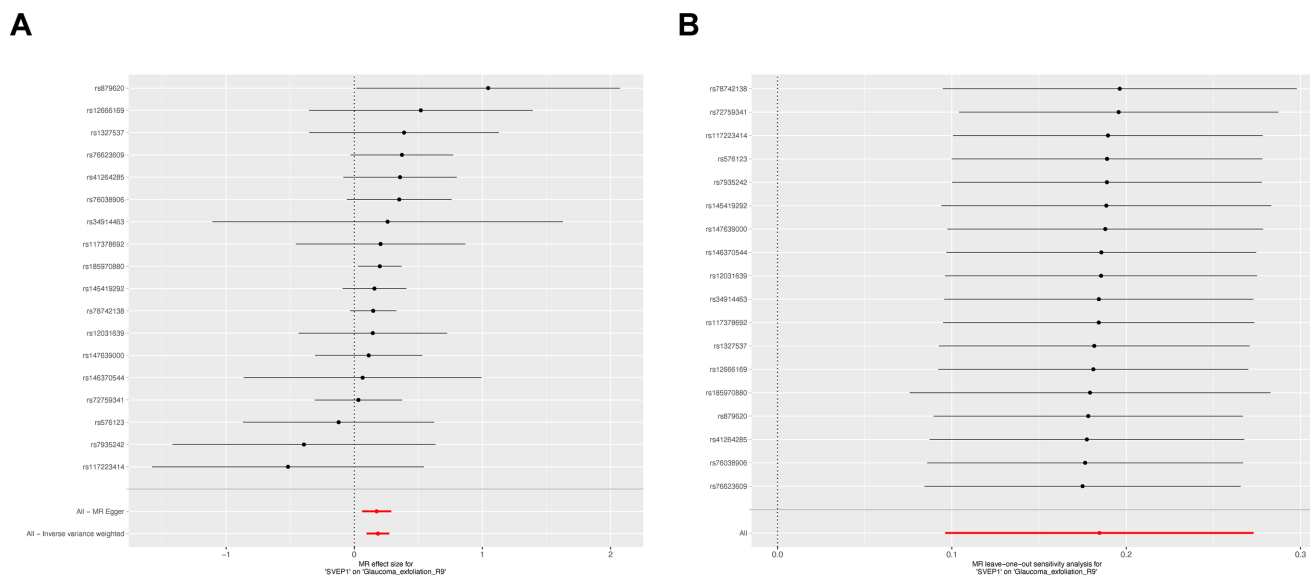 A
rs879620
rs12666169
rs1327537
rs76623609
rs41264285
rs76038906
rs34914463
rs117378692
rs185970880
rs145419292
rs78742138
rs12031639
rs147639000
rs146370544
rs72759341
rs576123
rs7935242
rs117223414
All − MR Egger
All − Inverse variance weighted
−1
0
1
2
MR effect size for
'SVEP1' on 'Glaucoma_exfoliation_R9'
B
rs78742138
rs72759341
rs117223414
rs576123
rs7935242
rs145419292
rs147639000
rs146370544
rs12031639
rs34914463
rs117378692
rs1327537
rs12666169
rs185970880
rs879620
rs41264285
rs76038906
rs76623609
All
0.0
0.1
0.2
0.3
MR leave−one−out sensitivity analysis for
'SVEP1' on 'Glaucoma_exfoliation_R9'